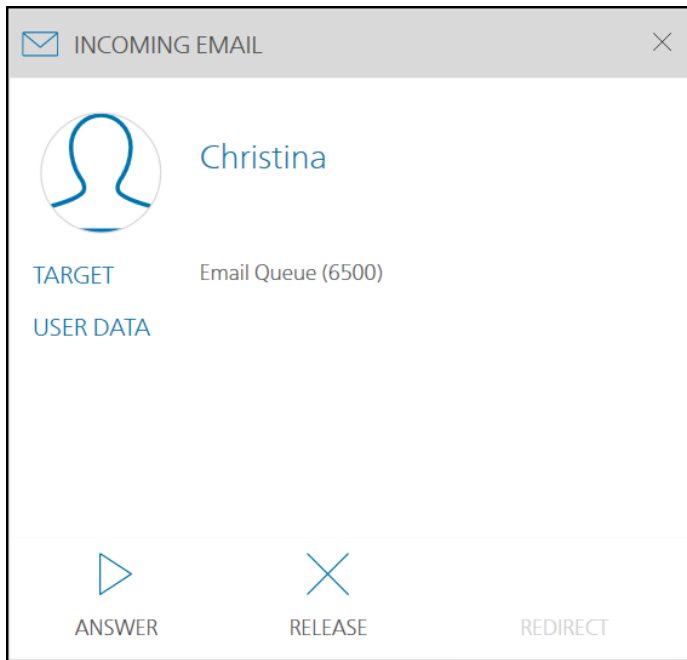 INCOMING EMAIL
Christina
TARGET Email Queue (6500)
USER DATA
ANSWER RELEASE REDIRECT